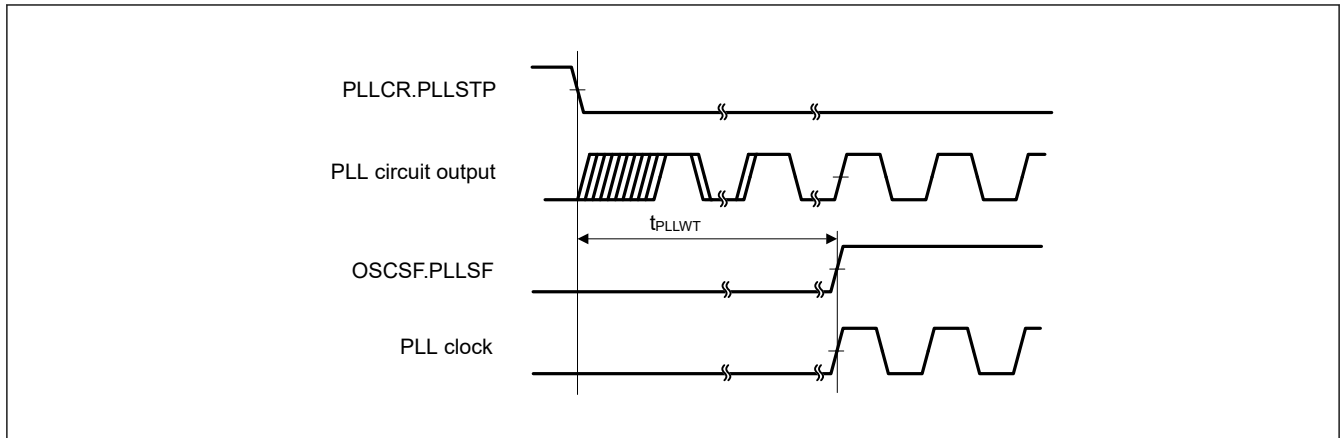 PLLCR.PLLSTP
PLL circuit output
tPLLWT
OSCSF.PLLSF
PLL clock